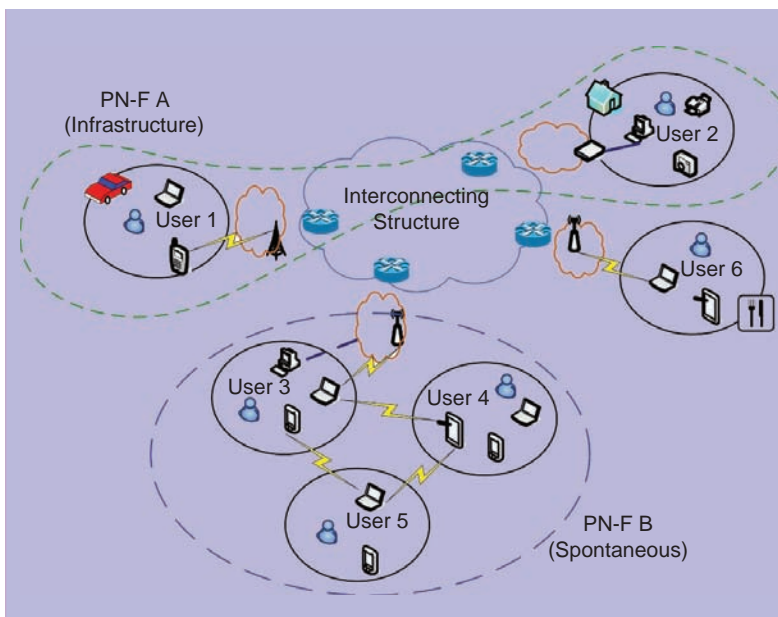 PN-F A
(Infrastructure)
User 1
Interconnecting
Structure
User 2
User 6
User 3
User 4
User 5
PN-F B
(Spontaneous)